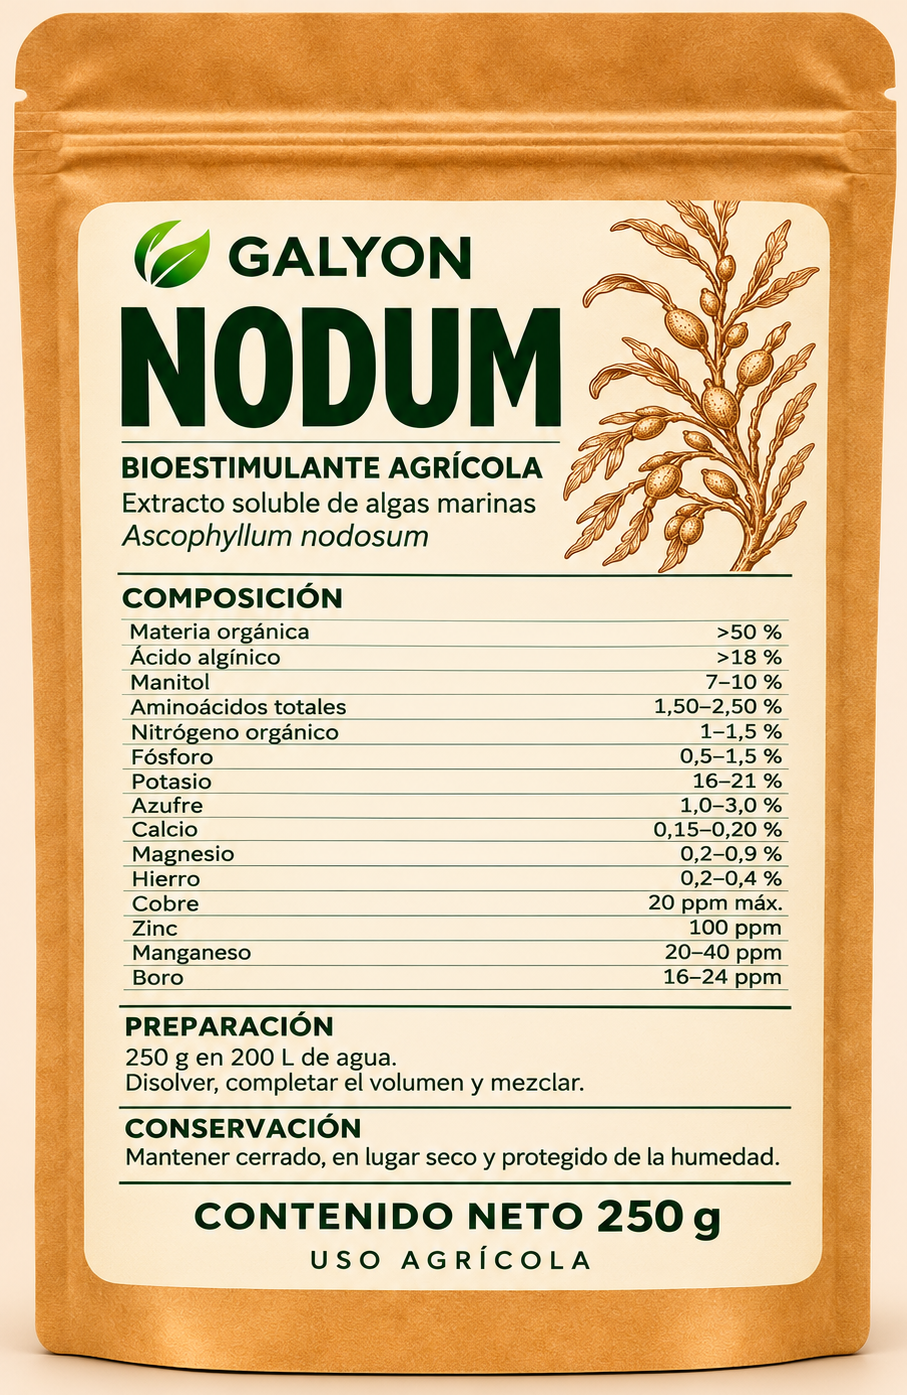 GALYON
NODUM
BIOESTIMULANTE AGRÍCOLA
Extracto soluble de algas marinas
Ascophyllum nodosum
COMPOSICIÓN
Materia orgánica >50 %
Ácido algínico >18 %
Manitol 7–10 %
Aminoácidos totales 1,50–2,50 %
Nitrógeno orgánico 1–1,5 %
Fósforo 0,5–1,5 %
Potasio 16–21 %
Azufre 1,0–3,0 %
Calcio 0,15–0,20 %
Magnesio 0,2–0,9 %
Hierro 0,2–0,4 %
Cobre 20 ppm máx.
Zinc 100 ppm
Manganeso 20–40 ppm
Boro 16–24 ppm
PREPARACIÓN
250 g en 200 L de agua.
Disolver, completar el volumen y mezclar.
CONSERVACIÓN
Mantener cerrado, en lugar seco y protegido de la humedad.
CONTENIDO NETO 250 g
USO AGRÍCOLA